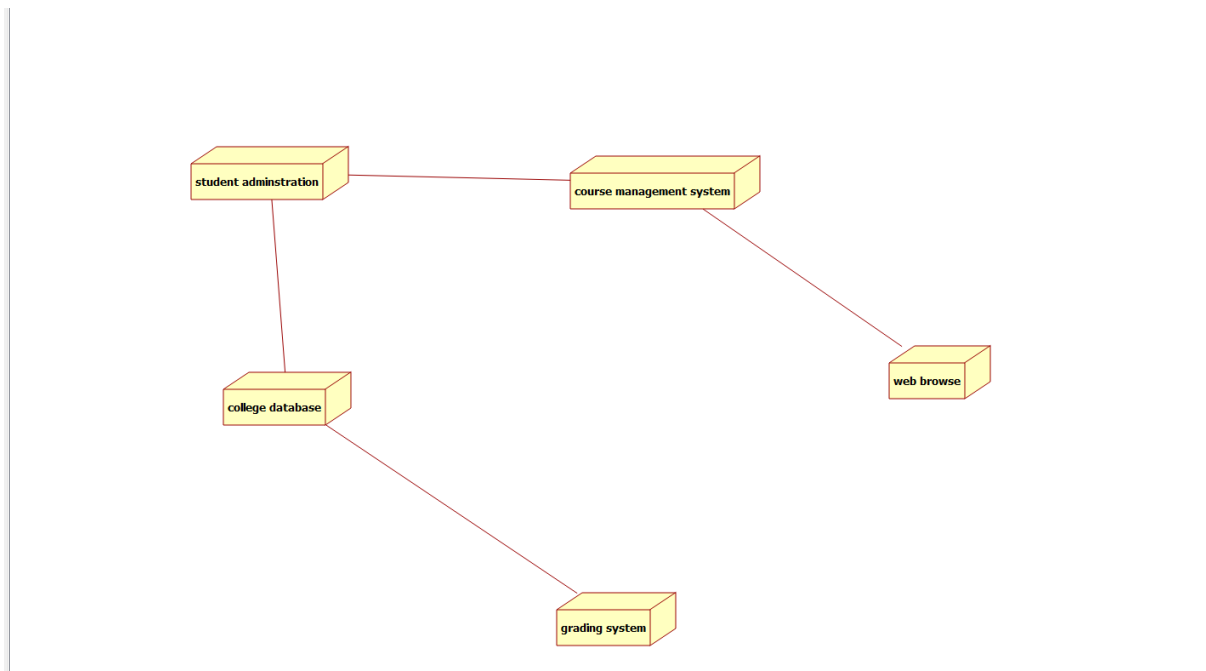 student adminstration
course management system
web browse
college database
grading system